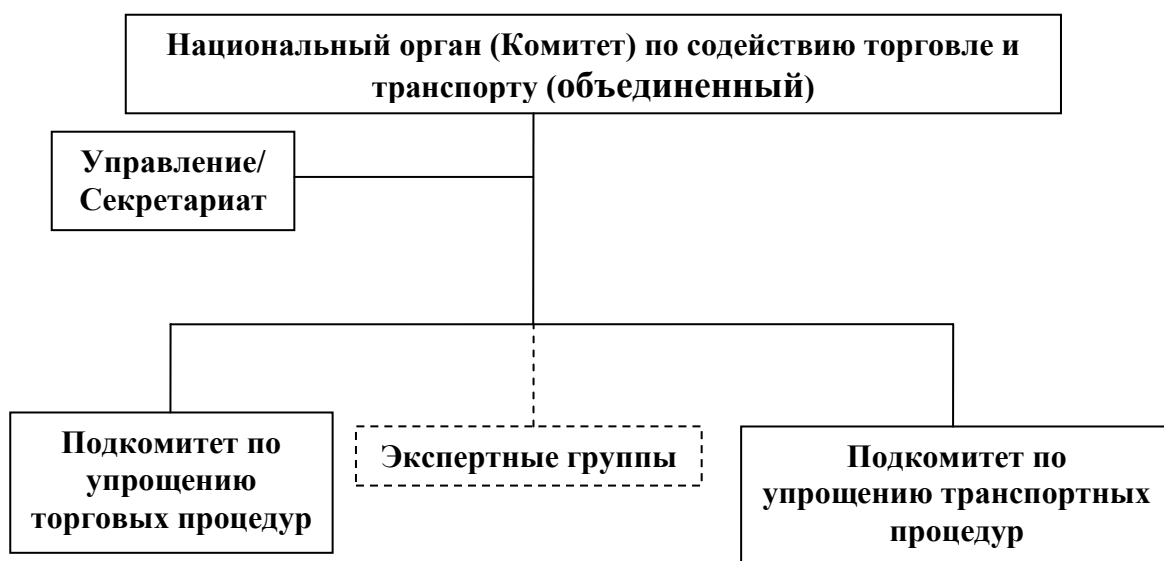 Национальный орган (Комитет) по содействию торговле и
транспорту (объединенный)
Управление/
Секретариат
Подкомитет по
упрощению
торговых процедур
Экспертные группы
Подкомитет по
упрощению транспортных
процедур